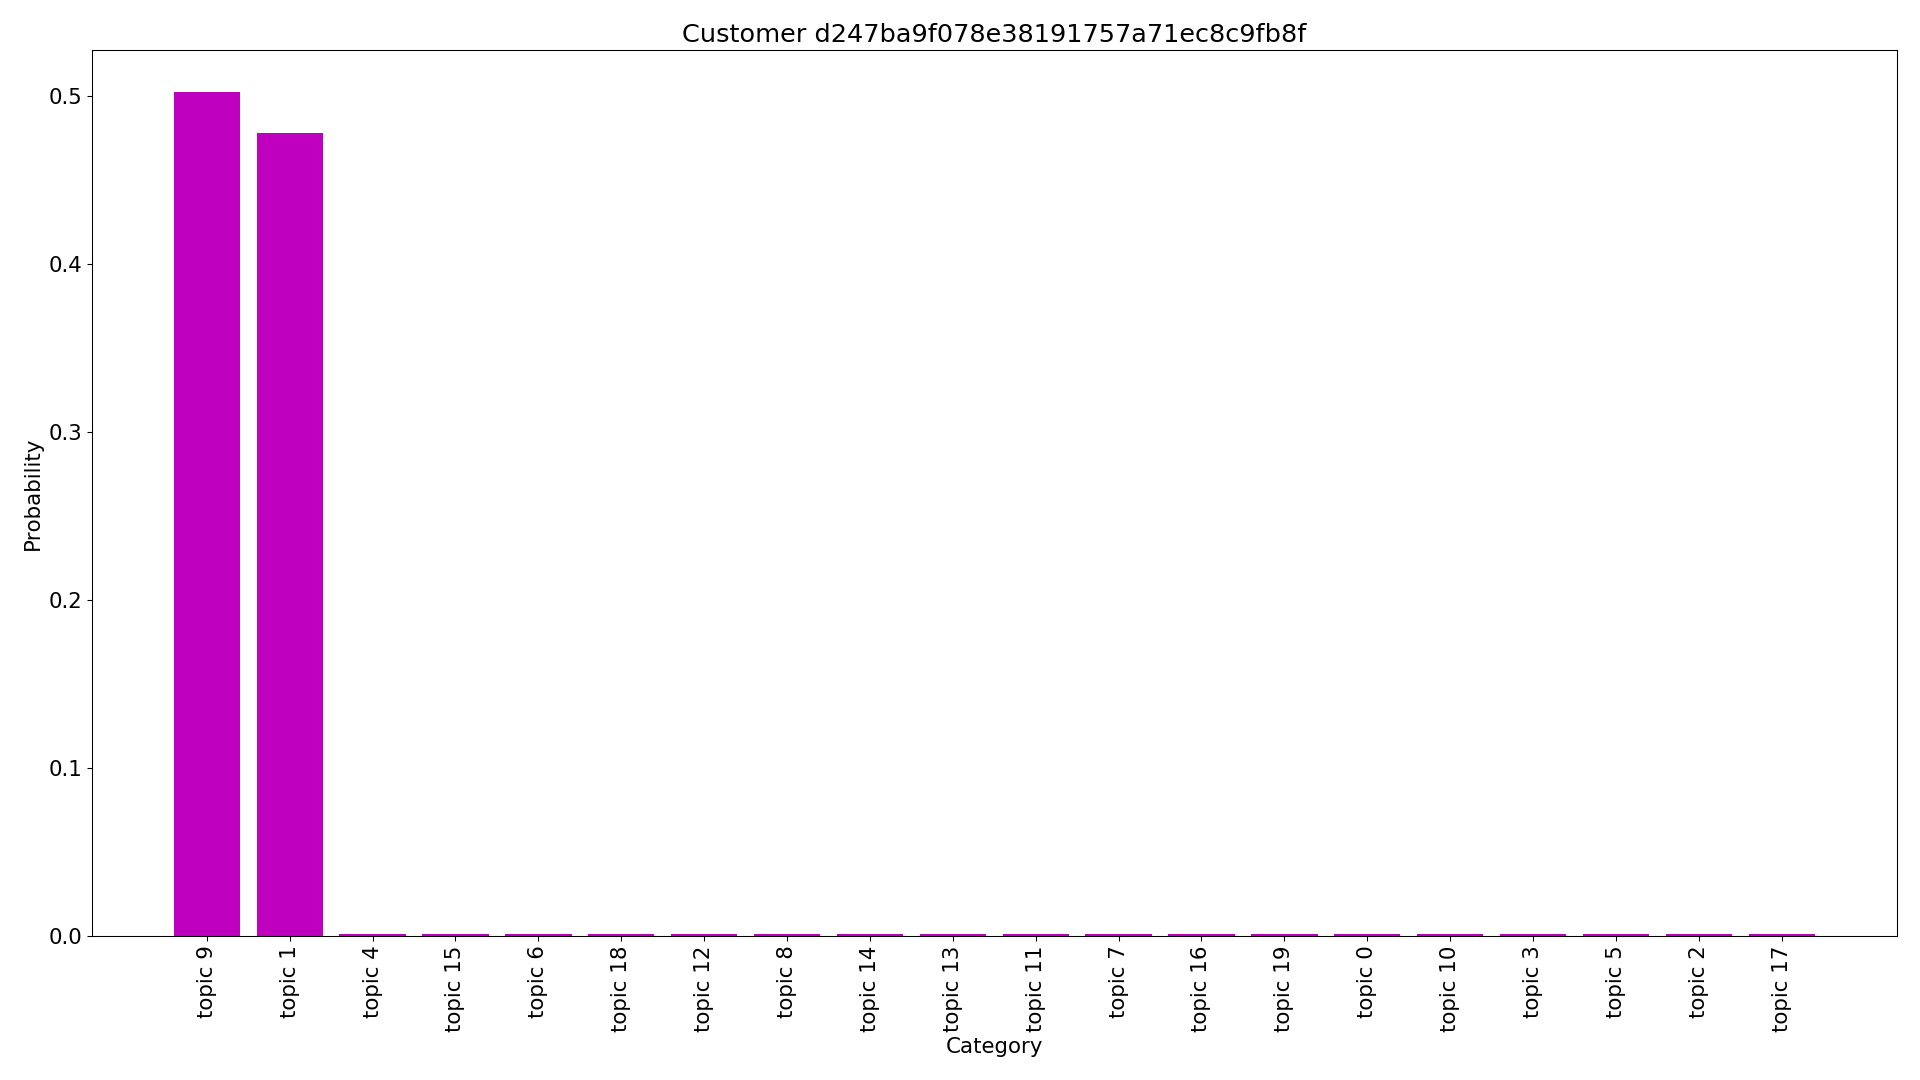 Customer d247ba9f078e38191757a71ec8c9fb8f
Probability
0.5
0.4
0.3
0.2
0.1
0.0
topic 9
topic 1
topic 4
topic 15
topic 6
topic 18
topic 12
topic 8
topic 14
topic 13
topic 11
topic 7
topic 16
topic 19
topic 0
topic 10
topic 3
topic 5
topic 2
topic 17
Category